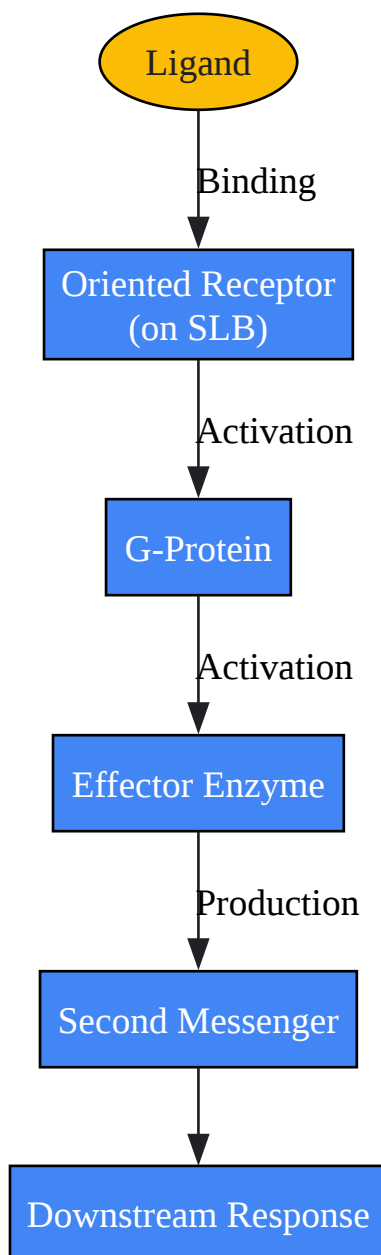 Ligand
Binding
Oriented Receptor
(on SLB)
Activation
G-Protein
Activation
Effector Enzyme
Production
Second Messenger
Downstream Response